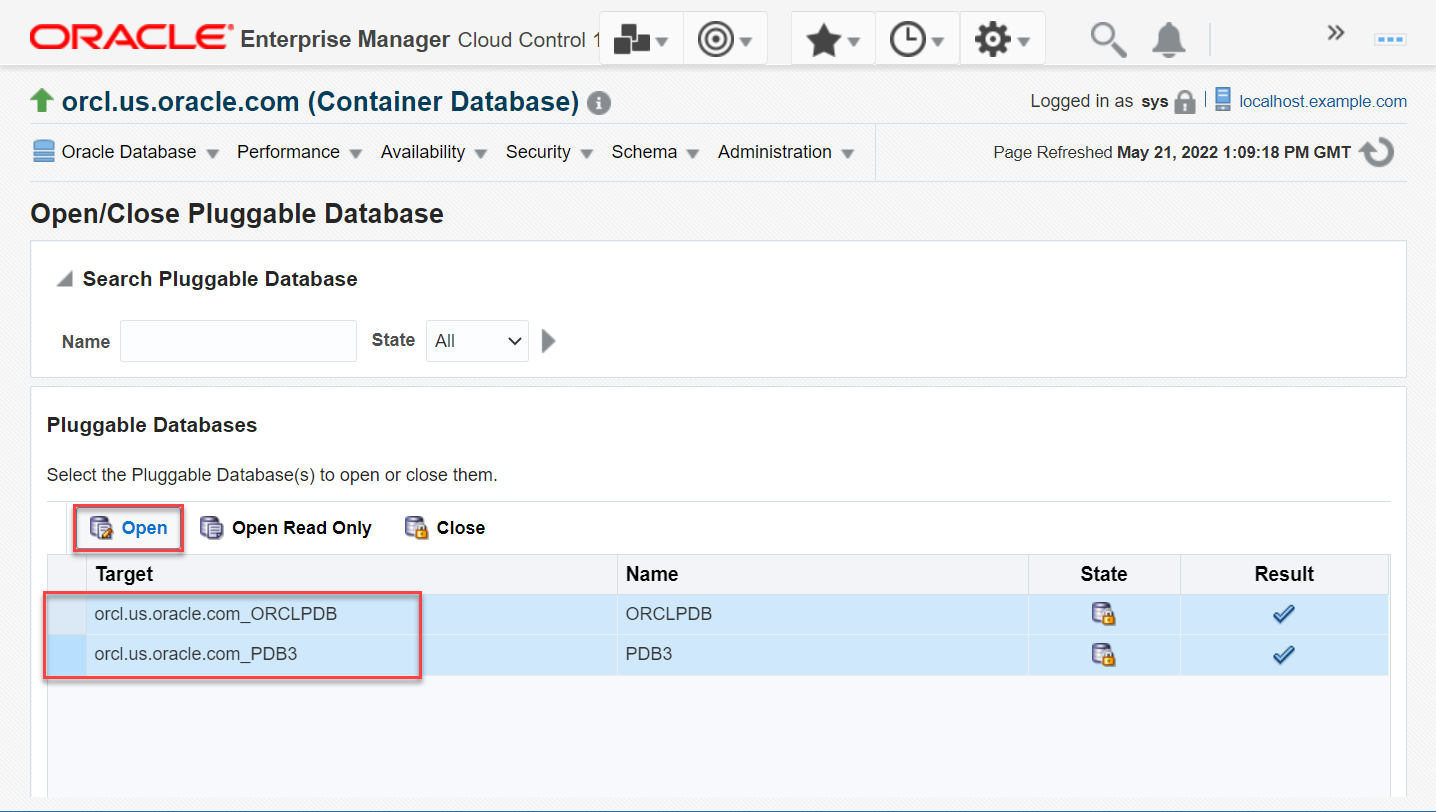 ORACLE Enterprise Manager Cloud Control 1
orcl.us.oracle.com (Container Database)
Logged in as sys localhost.example.com
Oracle Database Performance Availability Security Schema Administration
Page Refreshed May 21, 2022 1:09:18 PM GMT
Open/Close Pluggable Database
Search Pluggable Database
Name State All
Pluggable Databases
Select the Pluggable Database(s) to open or close them.
Open Open Read Only Close
Target Name State Result
orcl.us.oracle.com_ORCLPDB ORCLPDB
orcl.us.oracle.com_PDB3 PDB3